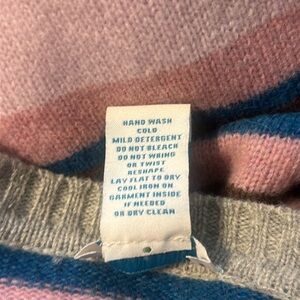 HAND WASH
COLD
MILD DETERGENT
DO NOT BLEACH
DO NOT WRING
OR TWIST
RESHAPE
LAY FLAT TO DRY
COOL IRON ON
GARMENT INSIDE
IF NEEDED
OR DRY CLEAN